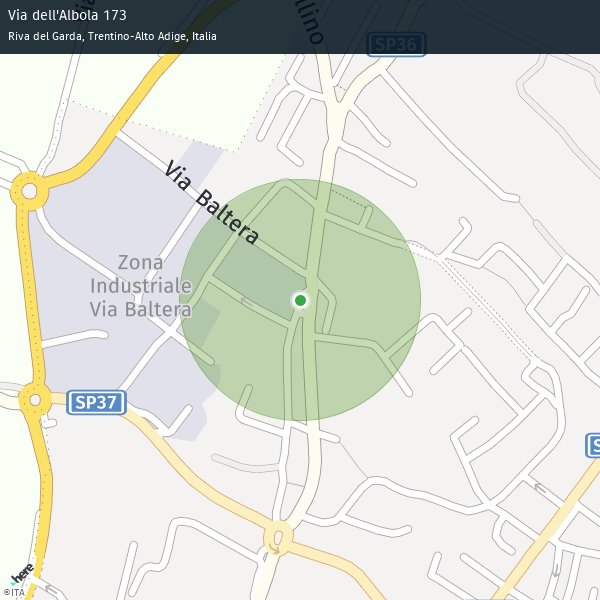 Via dell'Albola 173
Riva del Garda, Trentino-Alto Adige, Italia
SP36
Via Baltera
Zona
Industriale
Via Baltera
SP37
here
©ITA